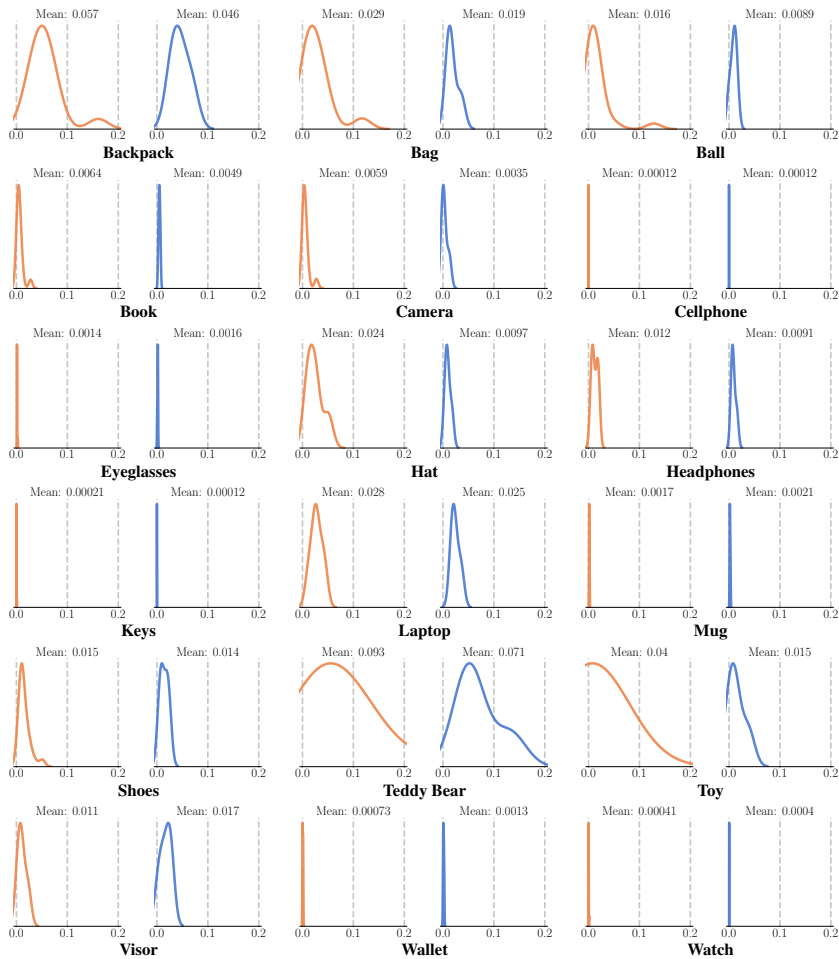 Mean: 0.057 Mean: 0.046 Mean: 0.029 Mean: 0.019 Mean: 0.016 Mean: 0.0089
0.0 0.1 0.2 0.0 0.1 0.2 0.0 0.1 0.2 0.0 0.1 0.2 0.0 0.1 0.2 0.0 0.1 0.2
Backpack Bag Ball
Mean: 0.0064 Mean: 0.0049 Mean: 0.0059 Mean: 0.0035 Mean: 0.00012 Mean: 0.00012
0.0 0.1 0.2 0.0 0.1 0.2 0.0 0.1 0.2 0.0 0.1 0.2 0.0 0.1 0.2 0.0 0.1 0.2
Book Camera Cellphone
Mean: 0.0014 Mean: 0.0016 Mean: 0.024 Mean: 0.0097 Mean: 0.012 Mean: 0.0091
0.0 0.1 0.2 0.0 0.1 0.2 0.0 0.1 0.2 0.0 0.1 0.2 0.0 0.1 0.2 0.0 0.1 0.2
Eyeglasses Hat Headphones
Mean: 0.00021 Mean: 0.00012 Mean: 0.028 Mean: 0.025 Mean: 0.0017 Mean: 0.0021
0.0 0.1 0.2 0.0 0.1 0.2 0.0 0.1 0.2 0.0 0.1 0.2 0.0 0.1 0.2 0.0 0.1 0.2
Keys Laptop Mug
Mean: 0.015 Mean: 0.014 Mean: 0.093 Mean: 0.071 Mean: 0.04 Mean: 0.015
0.0 0.1 0.2 0.0 0.1 0.2 0.0 0.1 0.2 0.0 0.1 0.2 0.0 0.1 0.2 0.0 0.1 0.2
Shoes Teddy Bear Toy
Mean: 0.011 Mean: 0.017 Mean: 0.00073 Mean: 0.0013 Mean: 0.00041 Mean: 0.0004
0.0 0.1 0.2 0.0 0.1 0.2 0.0 0.1 0.2 0.0 0.1 0.2 0.0 0.1 0.2 0.0 0.1 0.2
Visor Wallet Watch